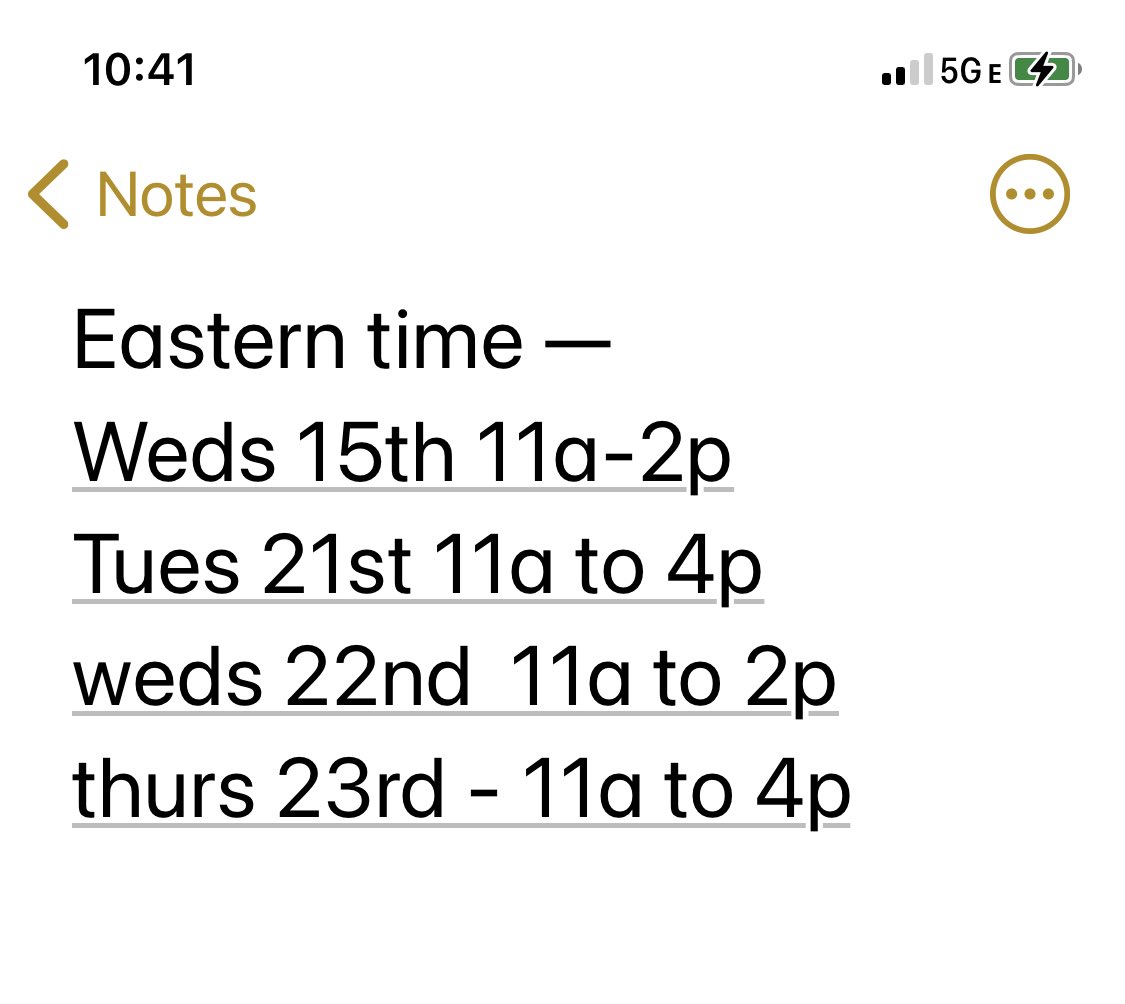 10:41 5G E
Notes
Eastern time —
Weds 15th 11a-2p
Tues 21st 11a to 4p
weds 22nd  11a to 2p
thurs 23rd - 11a to 4p